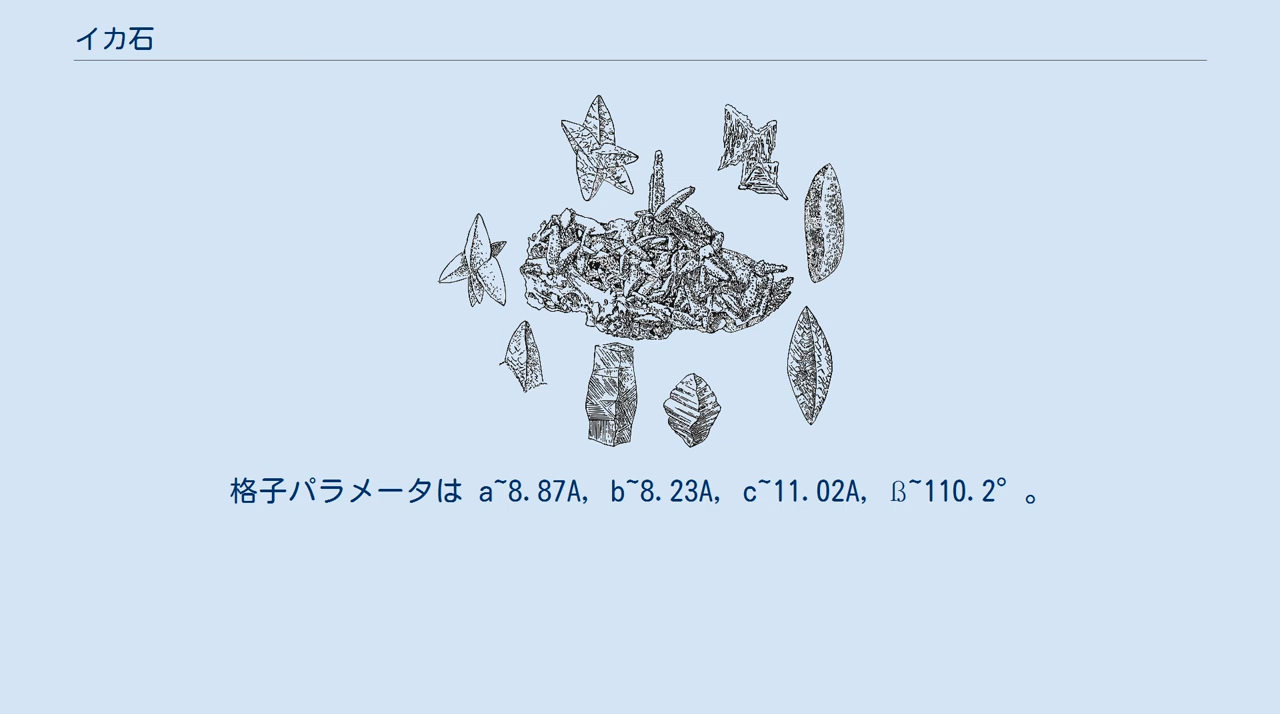 イカ石
格子パラメータは a~8.87A, b~8.23A, c~11.02A, ß~110.2° 。